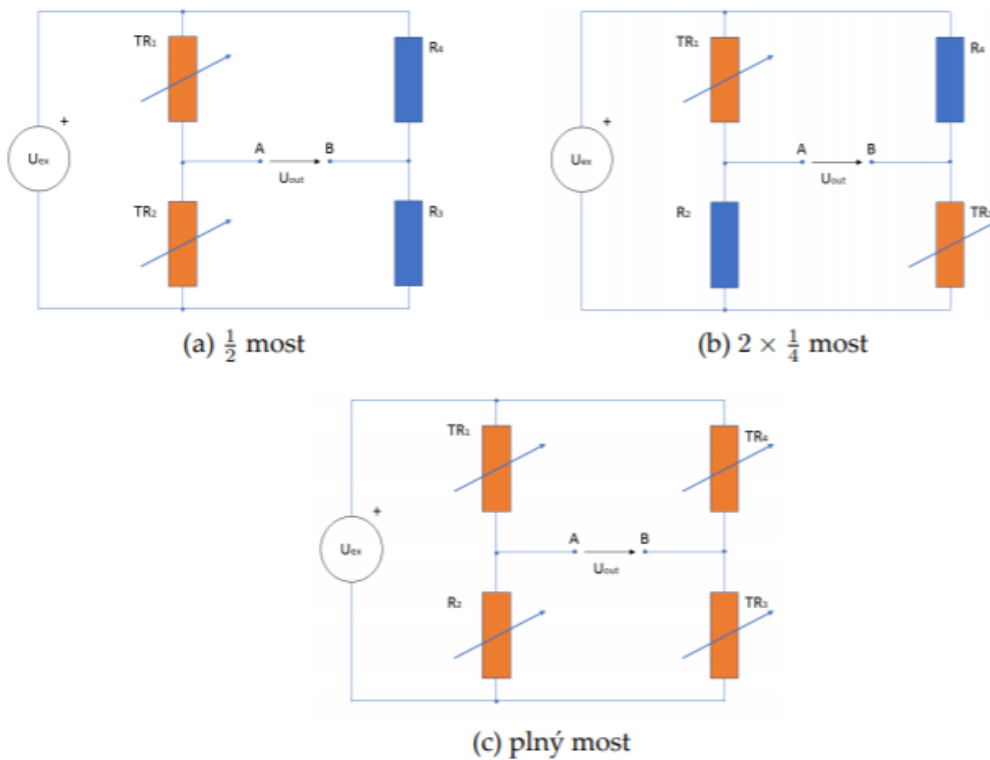 TR₁
R₄
+
Uex
A
B
Uout
TR₂
R₃
(a) 1/2 most
TR₁
R₄
+
Uex
A
B
Uout
R₂
TR₃
(b) 2 × 1/4 most
TR₁
TR₄
+
Uex
A
B
Uout
R₂
TR₃
(c) plný most